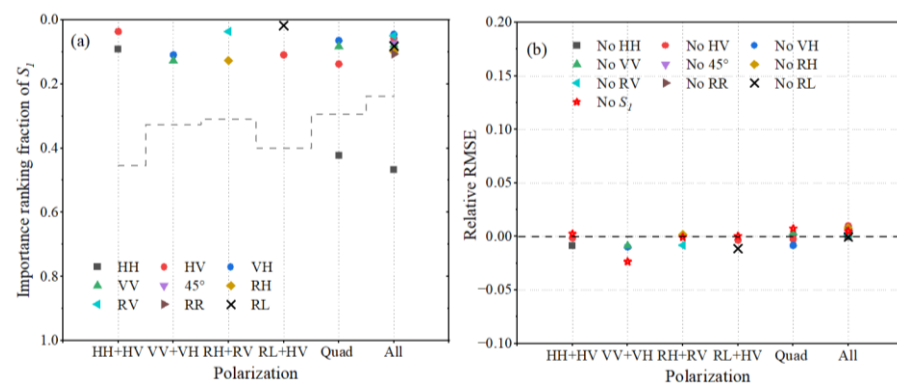 (a)
Importance ranking fraction of S1
0.0
0.2
0.4
0.6
0.8
1.0
HH HV VH
VV 45° RH
RV RR RL
HH+HV VV+VH RH+RV RL+HV Quad All
Polarization
(b)
Relative RMSE
0.20
0.15
0.10
0.05
0.00
−0.05
−0.10
No HH No HV No VH
No VV No 45° No RH
No RV No RR No RL
No S1
HH+HV VV+VH RH+RV RL+HV Quad All
Polarization